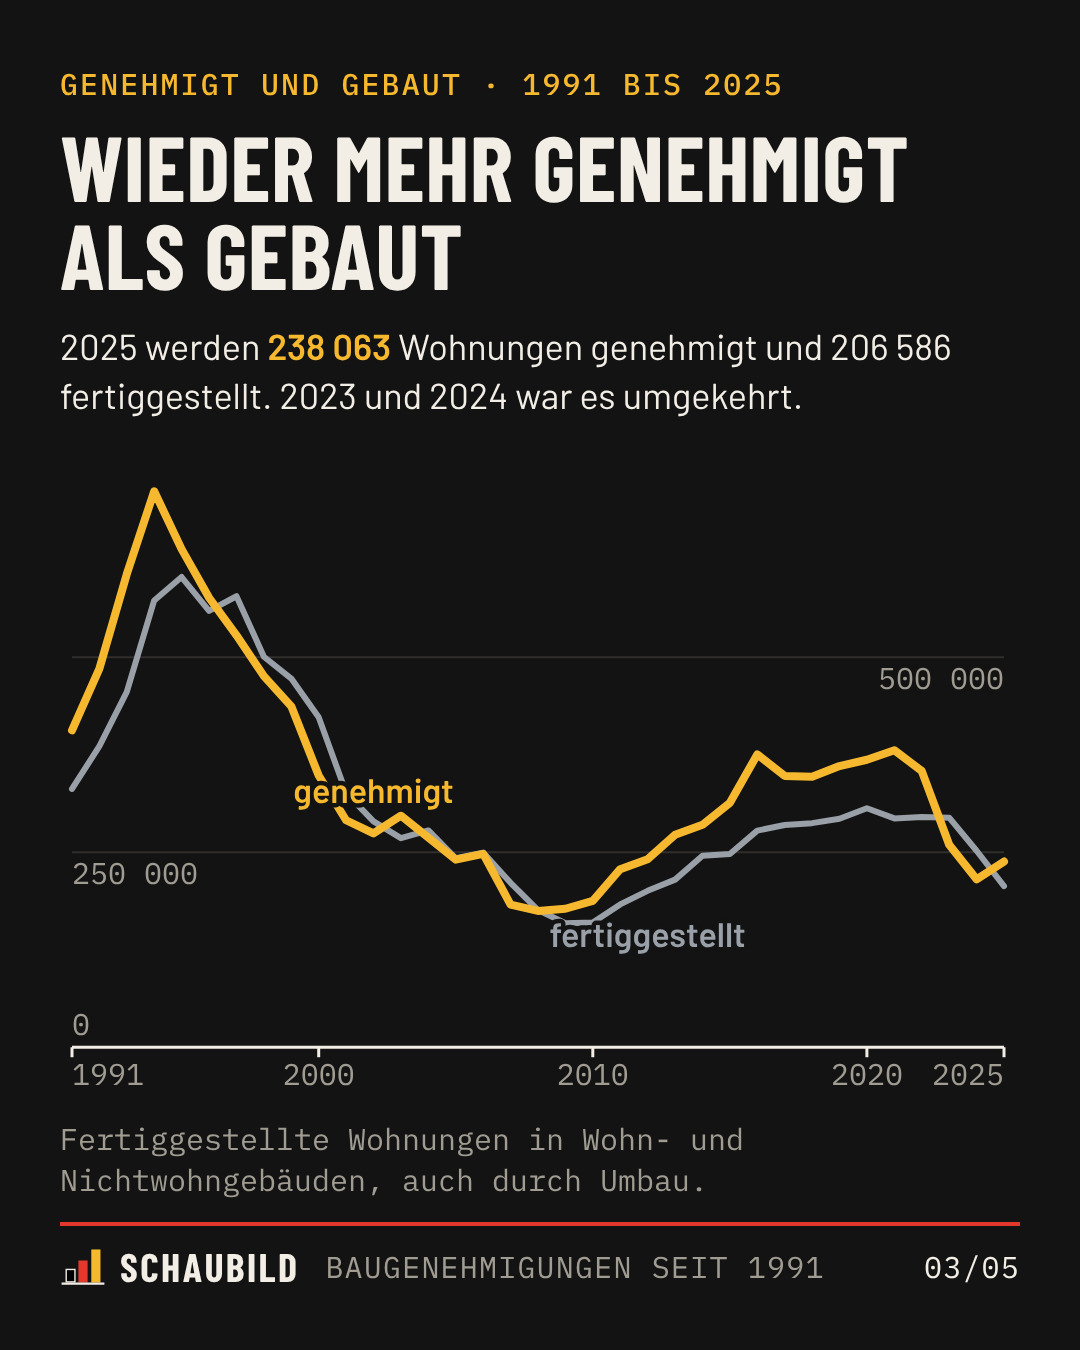 GENEHMIGT UND GEBAUT · 1991 BIS 2025
WIEDER MEHR GENEHMIGT
ALS GEBAUT
2025 werden 238 063 Wohnungen genehmigt und 206 586
fertiggestellt. 2023 und 2024 war es umgekehrt.
500 000
genehmigt
250 000
fertiggestellt
0
1991 2000 2010 2020 2025
Fertiggestellte Wohnungen in Wohn- und
Nichtwohngebäuden, auch durch Umbau.
SCHAUBILD BAUGENEHMIGUNGEN SEIT 1991 03/05